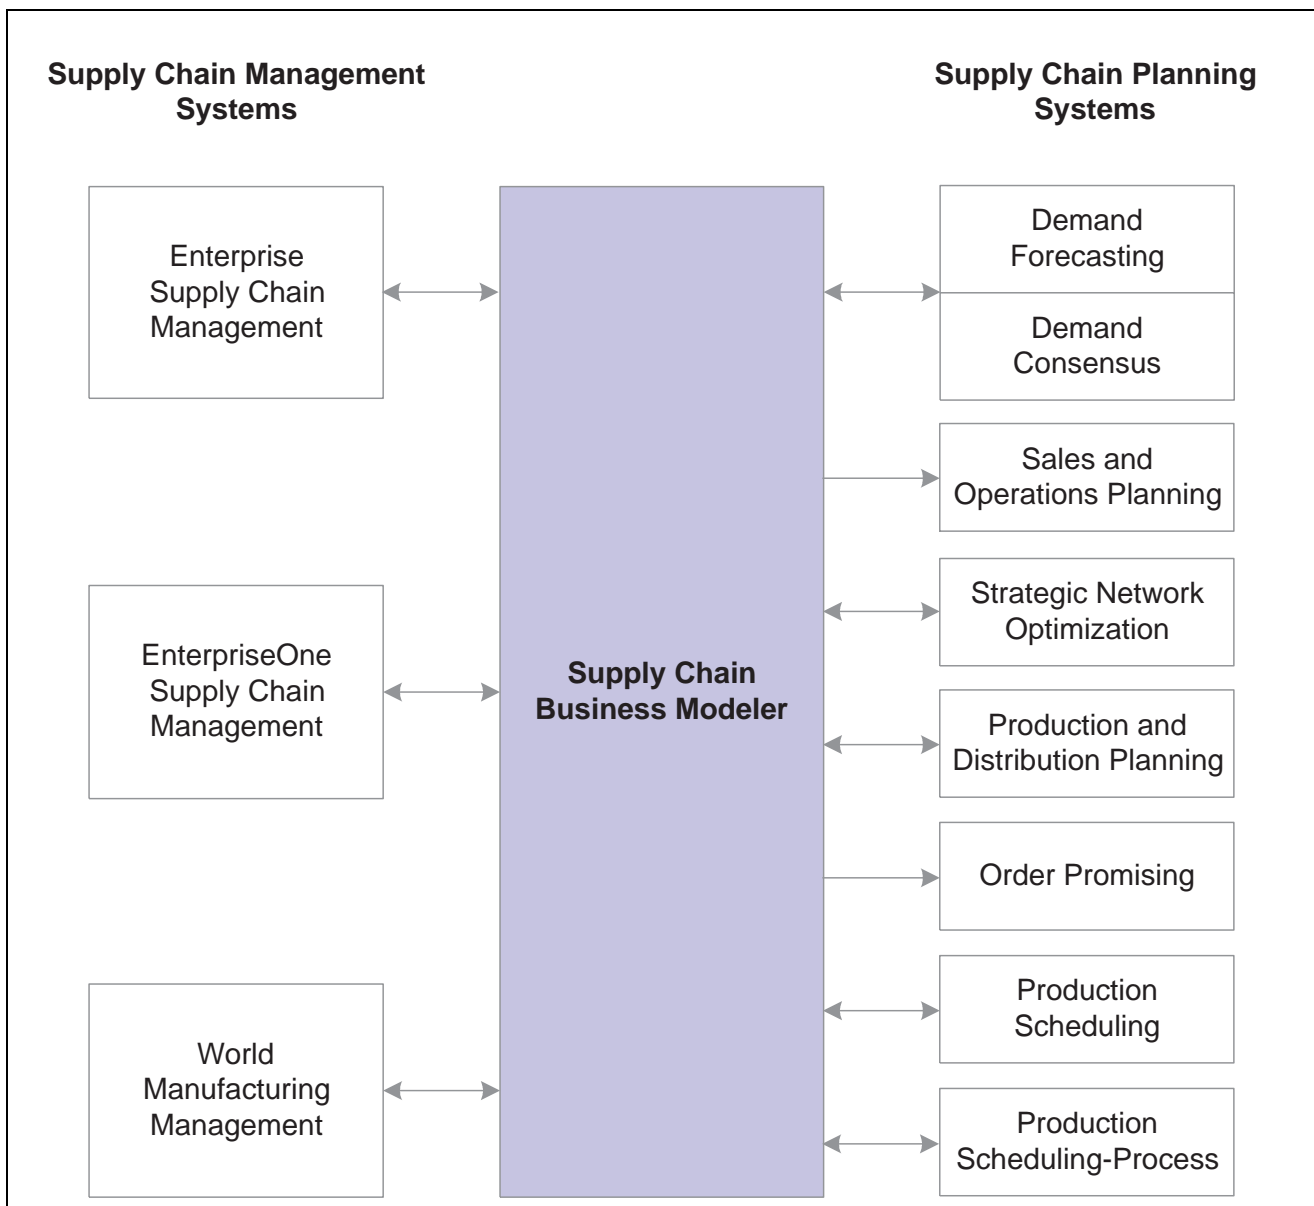 Supply Chain Management
Systems
Supply Chain Planning
Systems
Enterprise
Supply Chain
Management
EnterpriseOne
Supply Chain
Management
World
Manufacturing
Management
Supply Chain
Business Modeler
Demand
Forecasting
Demand
Consensus
Sales and
Operations Planning
Strategic Network
Optimization
Production and
Distribution Planning
Order Promising
Production
Scheduling
Production
Scheduling-Process